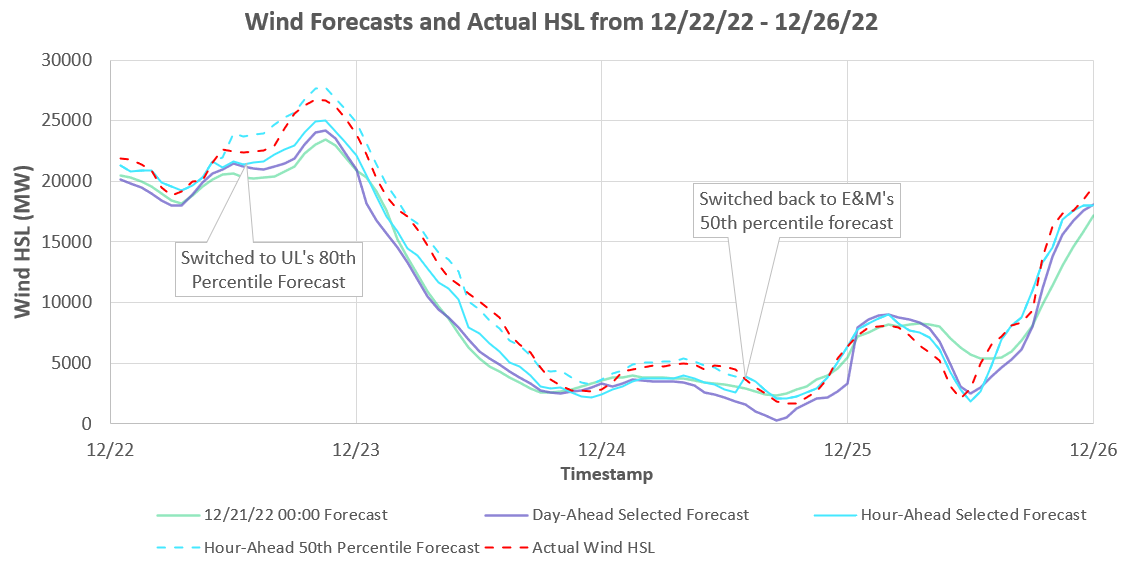 Wind Forecasts and Actual HSL from 12/22/22 - 12/26/22
Wind HSL (MW)
30000
25000
20000
15000
10000
5000
0
Switched to UL's 80th
Percentile Forecast
Switched back to E&M's
50th percentile forecast
12/22
12/23
12/24
12/25
12/26
Timestamp
12/21/22 00:00 Forecast
Day-Ahead Selected Forecast
Hour-Ahead Selected Forecast
Hour-Ahead 50th Percentile Forecast
Actual Wind HSL